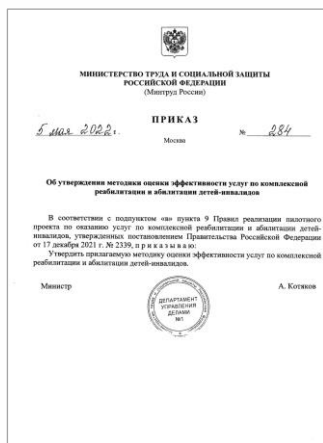 МИНИСТЕРСТВО ТРУДА И СОЦИАЛЬНОЙ ЗАЩИТЫ
РОССИЙСКОЙ ФЕДЕРАЦИИ
(Минтруд России)
ПРИКАЗ
5 мая 2022 г. № 284
Москва
Об утверждении методики оценки эффективности услуг по комплексной
реабилитации и абилитации детей-инвалидов
В соответствии с подпунктом «в» пункта 9 Правил реализации пилотного
проекта по оказанию услуг по комплексной реабилитации и абилитации детей-
инвалидов, утвержденных постановлением Правительства Российской Федерации
от 17 декабря 2021 г. № 2339, п р и к а з ы в а ю:
Утвердить прилагаемую методику оценки эффективности услуг по комплексной
реабилитации и абилитации детей-инвалидов.
Министр А. Котяков
ДЕПАРТАМЕНТ
УПРАВЛЕНИЯ
ДЕЛАМИ
№1